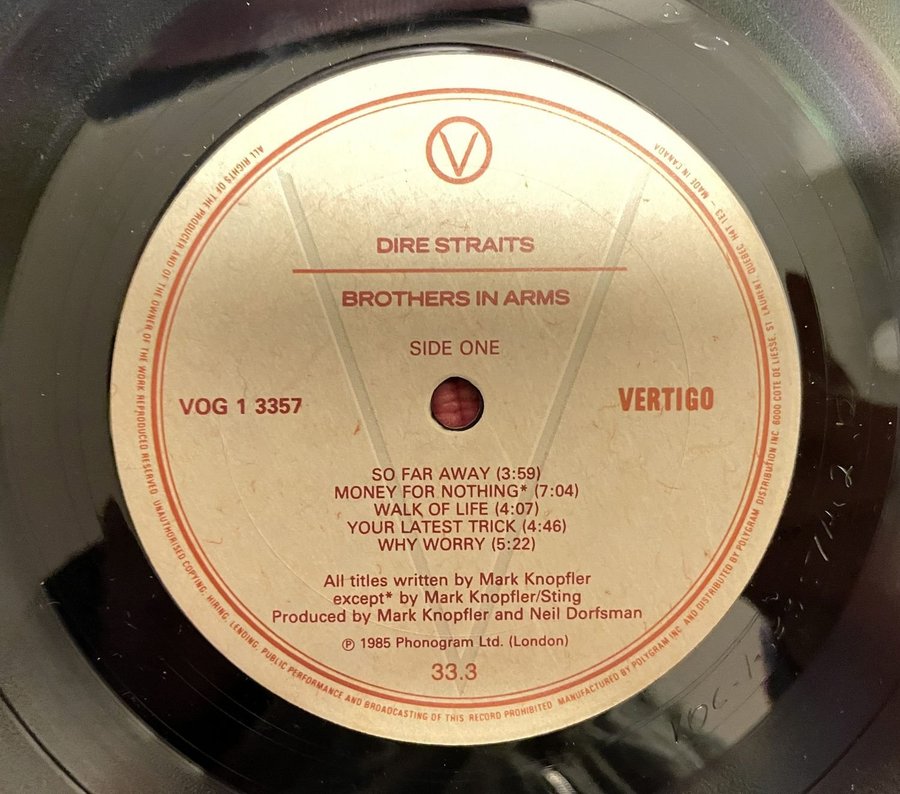 V
DIRE STRAITS
BROTHERS IN ARMS
SIDE ONE
VOG 1 3357
VERTIGO
SO FAR AWAY (3:59)
MONEY FOR NOTHING* (7:04)
WALK OF LIFE (4:07)
YOUR LATEST TRICK (4:46)
WHY WORRY (5:22)
All titles written by Mark Knopfler
except* by Mark Knopfler/Sting
Produced by Mark Knopfler and Neil Dorfsman
℗ 1985 Phonogram Ltd. (London)
33.3
ALL RIGHTS OF THE PRODUCER AND OF THE OWNER OF THE WORK REPRODUCED RESERVED UNAUTHORISED COPYING, HIRING, LENDING, PUBLIC PERFORMANCE AND BROADCASTING OF THIS RECORD PROHIBITED MANUFACTURED BY POLYGRAM INC. AND DISTRIBUTED BY POLYGRAM DISTRIBUTION INC. 6000 COTE DE LIESSE, ST LAURENT, QUEBEC, H4T 1E3 – MADE IN CANADA